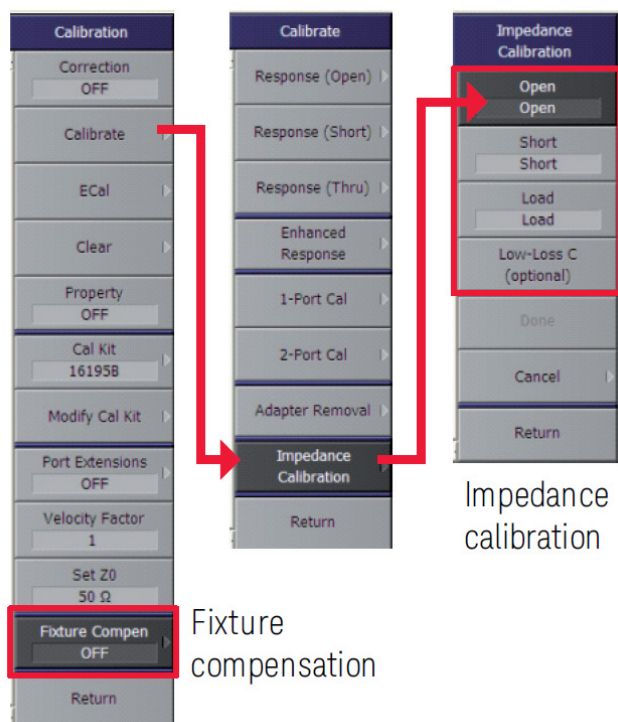 Calibration
Correction
OFF
Calibrate
ECal
Clear
Property
OFF
Cal Kit
16195B
Modify Cal Kit
Port Extensions
OFF
Velocity Factor
1
Set Z0
50 Ω
Fixture Compen
OFF
Return
Fixture
compensation
Calibrate
Response (Open)
Response (Short)
Response (Thru)
Enhanced
Response
1-Port Cal
2-Port Cal
Adapter Removal
Impedance
Calibration
Return
Impedance
Calibration
Open
Open
Short
Short
Load
Load
Low-Loss C
(optional)
Done
Cancel
Return
Impedance
calibration